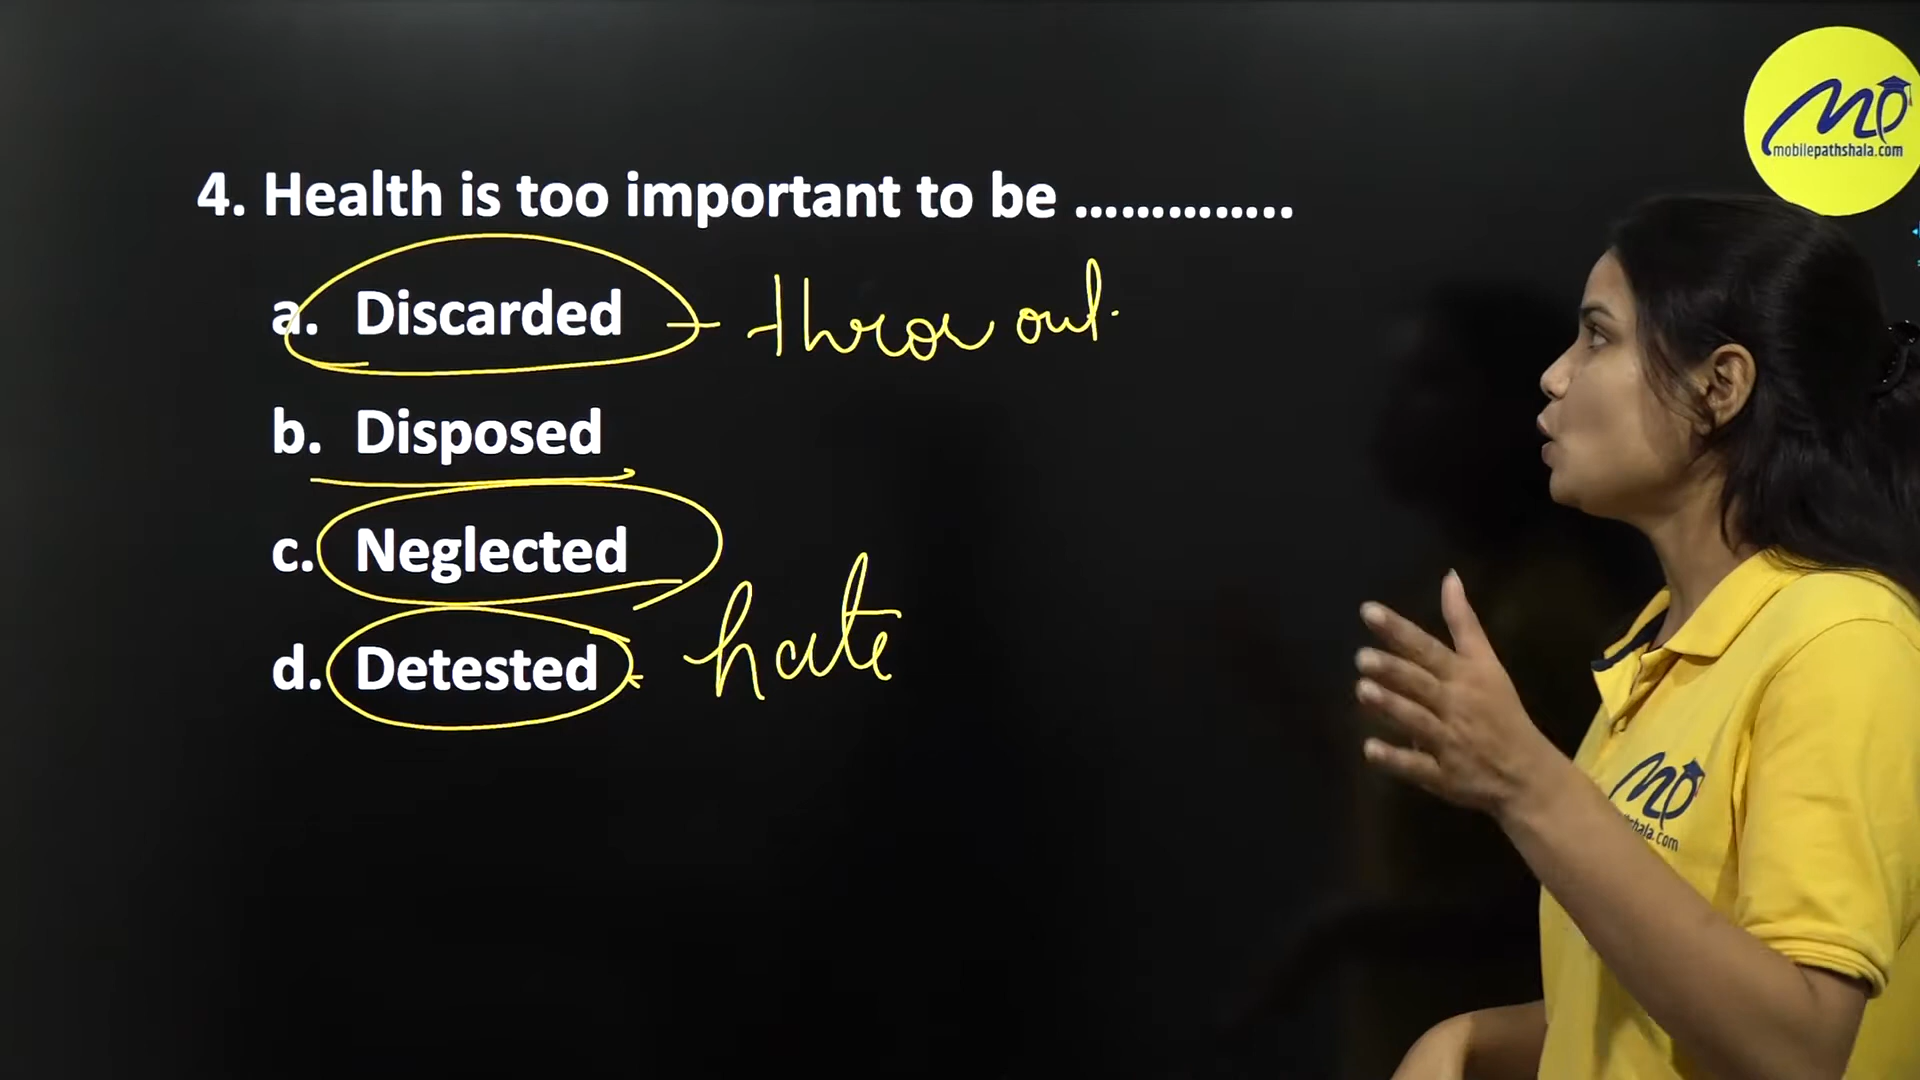 mobilepathshala.com
4. Health is too important to be ..............
a. Discarded - throw out.
b. Disposed
c. Neglected
d. Detested - hate